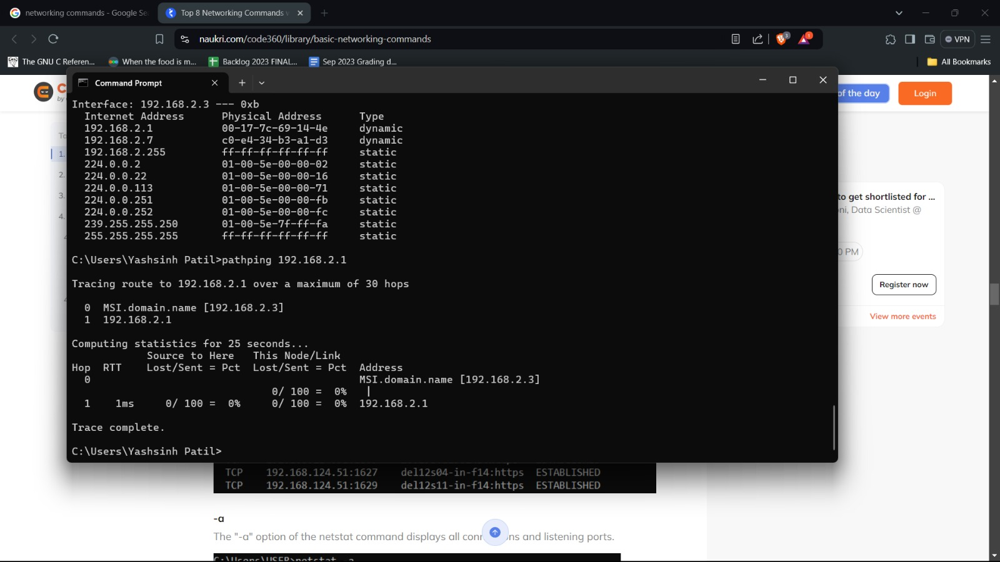 networking commands - Google Se
Top 8 Networking Commands
naukri.com/code360/library/basic-networking-commands
3
1
VPN
The GNU C Referen...
When the food is m...
Backlog 2023 FINAL...
Sep 2023 Grading d...
All Bookmarks
Command Prompt
by
of the day
Login
Interface: 192.168.2.3 --- 0xb
Internet Address Physical Address Type
192.168.2.1 00-17-7c-69-14-4e dynamic
192.168.2.7 c0-e4-34-b3-a1-d3 dynamic
192.168.2.255 ff-ff-ff-ff-ff-ff static
224.0.0.2 01-00-5e-00-00-02 static
224.0.0.22 01-00-5e-00-00-16 static
224.0.0.113 01-00-5e-00-00-71 static
224.0.0.251 01-00-5e-00-00-fb static
224.0.0.252 01-00-5e-00-00-fc static
239.255.255.250 01-00-5e-7f-ff-fa static
255.255.255.255 ff-ff-ff-ff-ff-ff static
C:\Users\Yashsinh Patil>pathping 192.168.2.1
Tracing route to 192.168.2.1 over a maximum of 30 hops
0 MSI.domain.name [192.168.2.3]
1 192.168.2.1
Computing statistics for 25 seconds...
Source to Here This Node/Link
Hop RTT Lost/Sent = Pct Lost/Sent = Pct Address
0 MSI.domain.name [192.168.2.3]
0/ 100 = 0% |
1 1ms 0/ 100 = 0% 0/ 100 = 0% 192.168.2.1
Trace complete.
C:\Users\Yashsinh Patil>
1.
2.
3.
4.
to get shortlisted for ...
Data Scientist @
PM
Register now
View more events
TCP 192.168.124.51:1627 del12s04-in-f14:https ESTABLISHED
TCP 192.168.124.51:1629 del12s11-in-f14:https ESTABLISHED
-a
The "-a" option of the netstat command displays all conn ns and listening ports.
C:\Users\USER>netstat -a